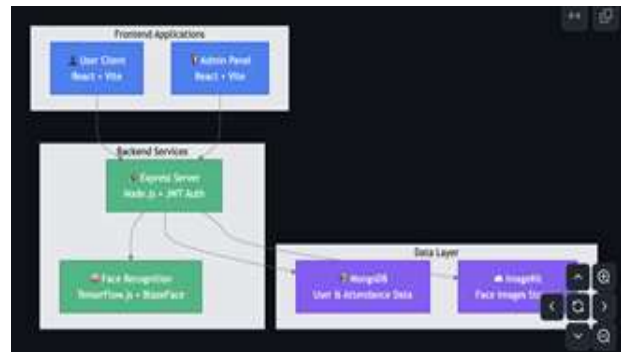 Frontend Applications
User Client
React + Vite
Admin Panel
React + Vite
Backend Services
Express Server
Node.js + JWT Auth
Face Recognition
TensorFlow.js + BlazeFace
Data Layer
MongoDB
User & Attendance Data
ImageKit
Face Images